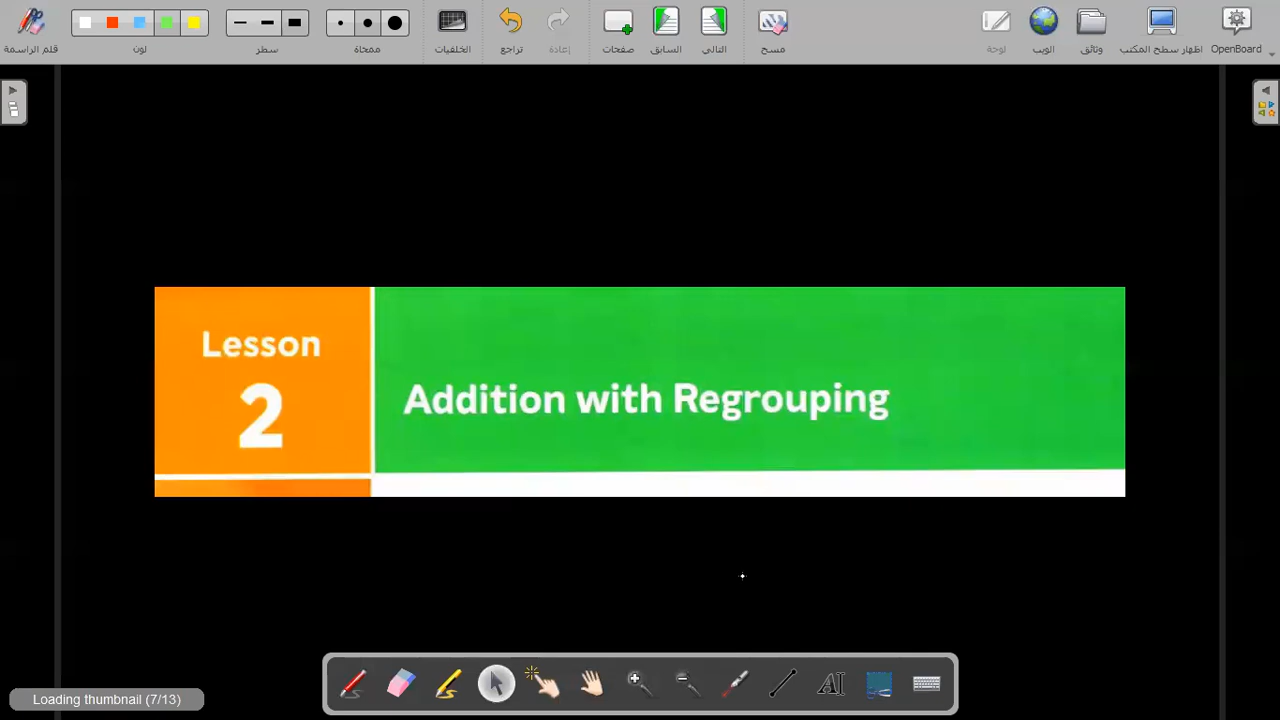 قلم الراسمة
لون
سطر
ممحاة
الخلفيات
تراجع
إعادة
صفحات
السابق
التالي
مسح
لوحة
الويب
وثائق
اظهار سطح المكتب
OpenBoard
Lesson
2
Addition with Regrouping
AI
Loading thumbnail (7/13)